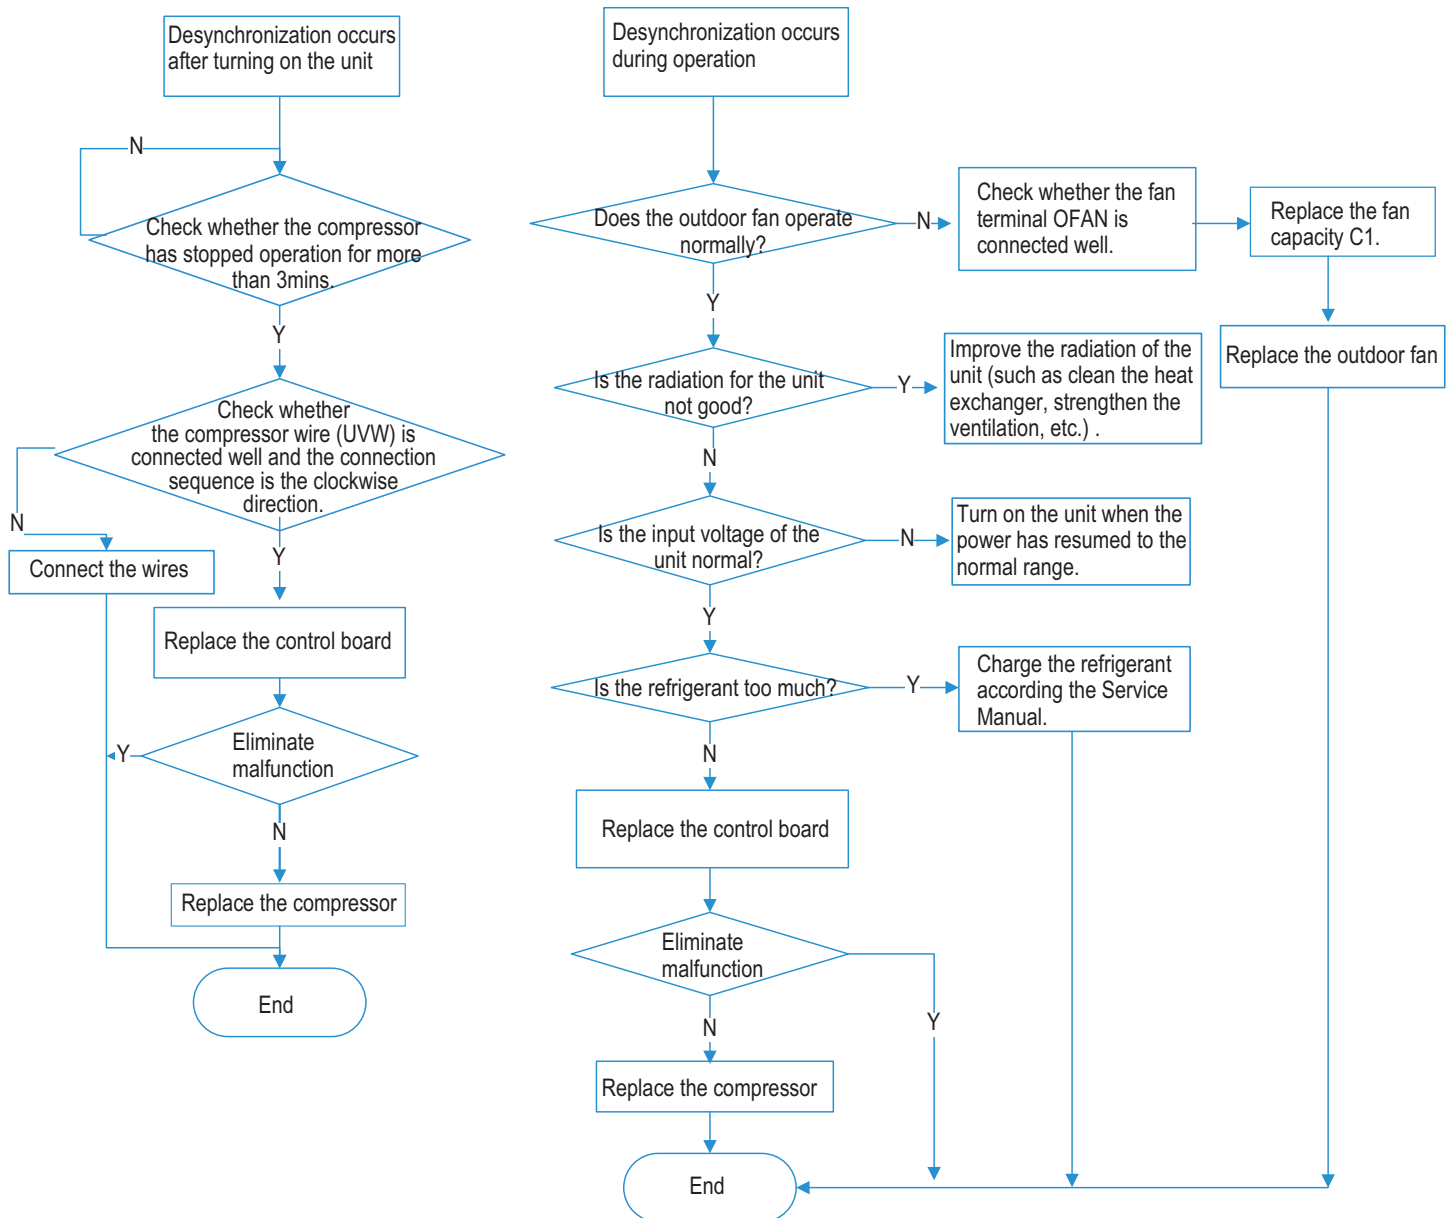 Desynchronization occurs
after turning on the unit
N
Check whether the compressor
has stopped operation for more
than 3mins.
Y
Check whether
the compressor wire (UVW) is
connected well and the connection
sequence is the clockwise
direction.
N
Y
Connect the wires
Replace the control board
Eliminate
malfunction
Y
N
Replace the compressor
End
Desynchronization occurs
during operation
Does the outdoor fan operate
normally?
N
Check whether the fan
terminal OFAN is
connected well.
Replace the fan
capacity C1.
Replace the outdoor fan
Y
Is the radiation for the unit
not good?
Y
Improve the radiation of the
unit (such as clean the heat
exchanger, strengthen the
ventilation, etc.) .
N
Is the input voltage of the
unit normal?
N
Turn on the unit when the
power has resumed to the
normal range.
Y
Is the refrigerant too much?
Y
Charge the refrigerant
according the Service
Manual.
N
Replace the control board
Eliminate
malfunction
Y
N
Replace the compressor
End